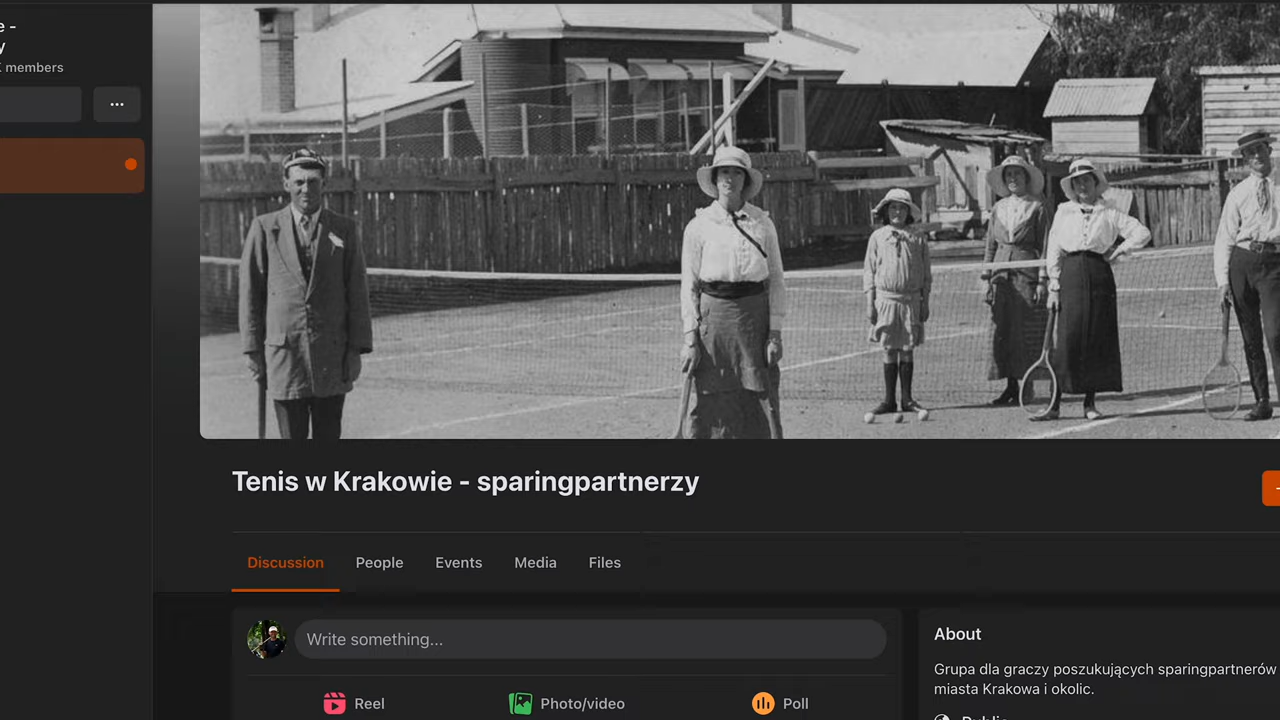 e -
y
members
Tenis w Krakowie - sparingpartnerzy
Discussion
People
Events
Media
Files
Write something...
Reel
Photo/video
Poll
About
Grupa dla graczy poszukujących sparingpartnerów
miasta Krakowa i okolic.
Public